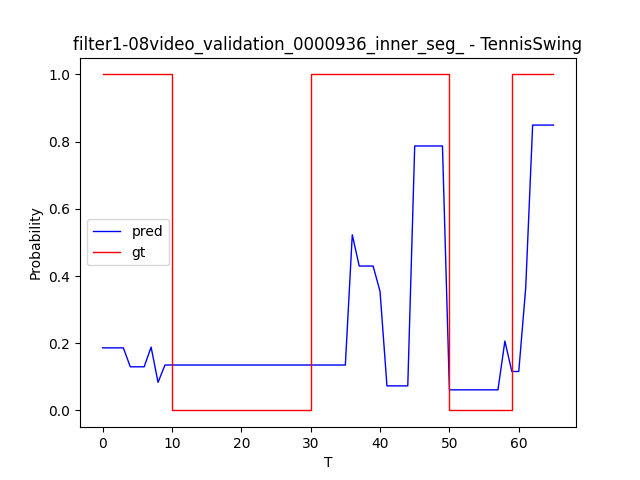 filter1-08video_validation_0000936_inner_seg_ - TennisSwing
1.0
0.8
0.6
0.4
0.2
0.0
Probability
pred
gt
0 10 20 30 40 50 60
T